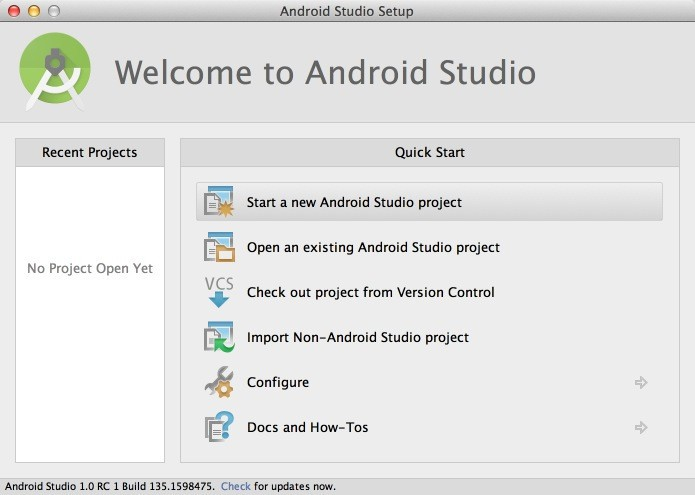 Android Studio Setup
Welcome to Android Studio
Recent Projects
No Project Open Yet
Quick Start
Start a new Android Studio project
Open an existing Android Studio project
VCS
Check out project from Version Control
Import Non-Android Studio project
Configure
Docs and How-Tos
Android Studio 1.0 RC 1 Build 135.1598475. Check for updates now.